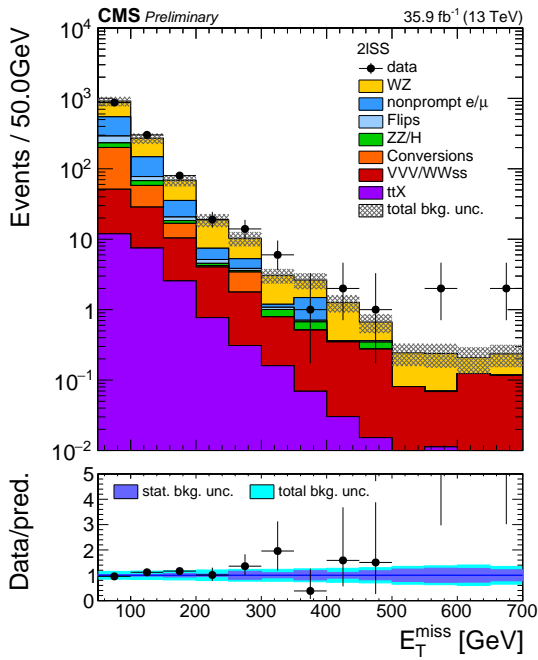 CMS Preliminary 35.9 fb⁻¹ (13 TeV)
Events / 50.0GeV
10⁴
10³
10²
10
1
10⁻¹
10⁻²
2lSS
data
WZ
nonprompt e/μ
Flips
ZZ/H
Conversions
VVV/WWss
ttX
total bkg. unc.
Data/pred.
5
4
3
2
1
0
stat. bkg. unc. total bkg. unc.
100 200 300 400 500 600 700
E_T^miss [GeV]